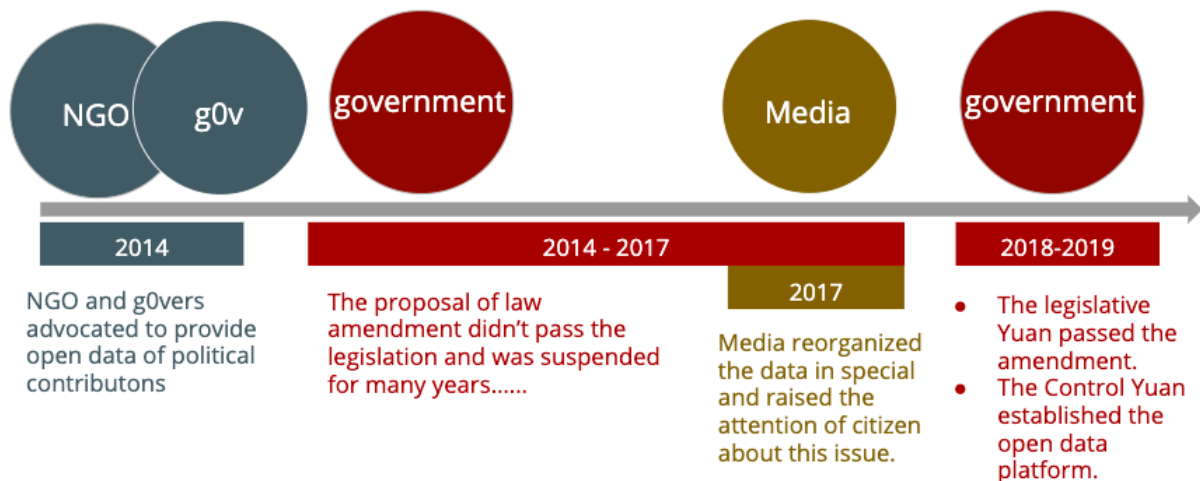 NGO
g0v
government
Media
government
2014
2014 - 2017
2018-2019
2017
NGO and g0vers
advocated to provide
open data of political
contributons
The proposal of law
amendment didn’t pass the
legislation and was suspended
for many years......
Media reorganized
the data in special
and raised the
attention of citizen
about this issue.
● The legislative
Yuan passed the
amendment.
● The Control Yuan
established the
open data
platform.